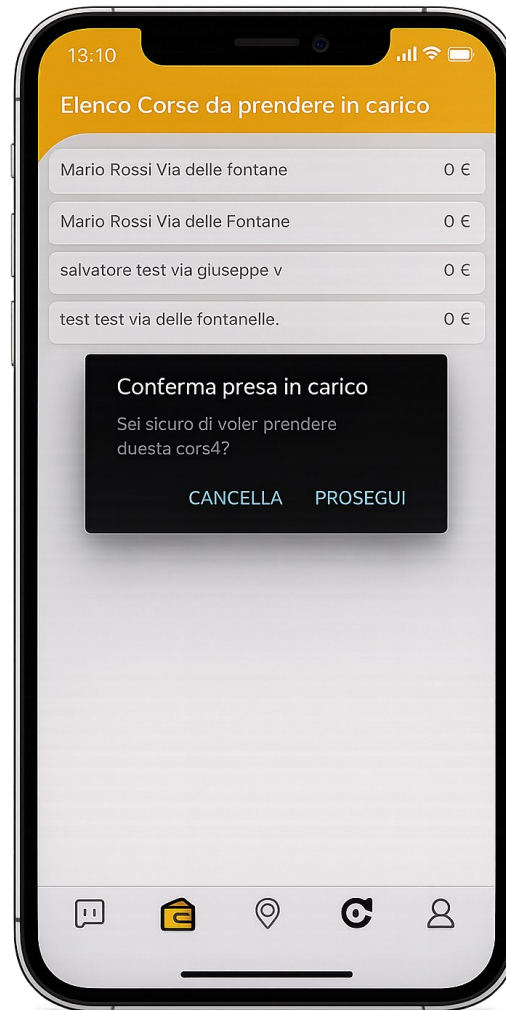 13:10
Elenco Corse da prendere in carico
Mario Rossi Via delle fontane 0 €
Mario Rossi Via delle Fontane 0 €
salvatore test via giuseppe v 0 €
test test via delle fontanelle. 0 €
Conferma presa in carico
Sei sicuro di voler prendere
duesta cors4?
CANCELLA PROSEGUI